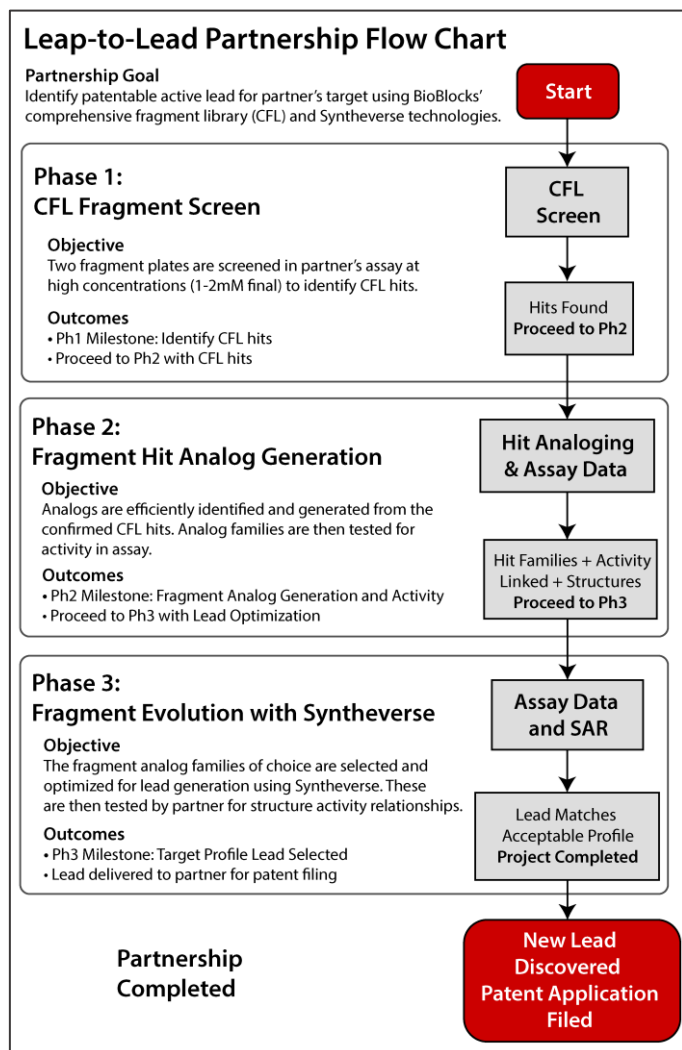 Leap-to-Lead Partnership Flow Chart
Partnership Goal
Identify patentable active lead for partner's target using BioBlocks'
comprehensive fragment library (CFL) and Syntheverse technologies.
Start
Phase 1:
CFL Fragment Screen
Objective
Two fragment plates are screened in partner's assay at
high concentrations (1-2mM final) to identify CFL hits.
Outcomes
• Ph1 Milestone: Identify CFL hits
• Proceed to Ph2 with CFL hits
CFL
Screen
Hits Found
Proceed to Ph2
Phase 2:
Fragment Hit Analog Generation
Objective
Analogs are efficiently identified and generated from the
confirmed CFL hits. Analog families are then tested for
activity in assay.
Outcomes
• Ph2 Milestone: Fragment Analog Generation and Activity
• Proceed to Ph3 with Lead Optimization
Hit Analoging
& Assay Data
Hit Families + Activity
Linked + Structures
Proceed to Ph3
Phase 3:
Fragment Evolution with Syntheverse
Objective
The fragment analog families of choice are selected and
optimized for lead generation using Syntheverse. These
are then tested by partner for structure activity relationships.
Outcomes
• Ph3 Milestone: Target Profile Lead Selected
• Lead delivered to partner for patent filing
Assay Data
and SAR
Lead Matches
Acceptable Profile
Project Completed
Partnership
Completed
New Lead
Discovered
Patent Application
Filed